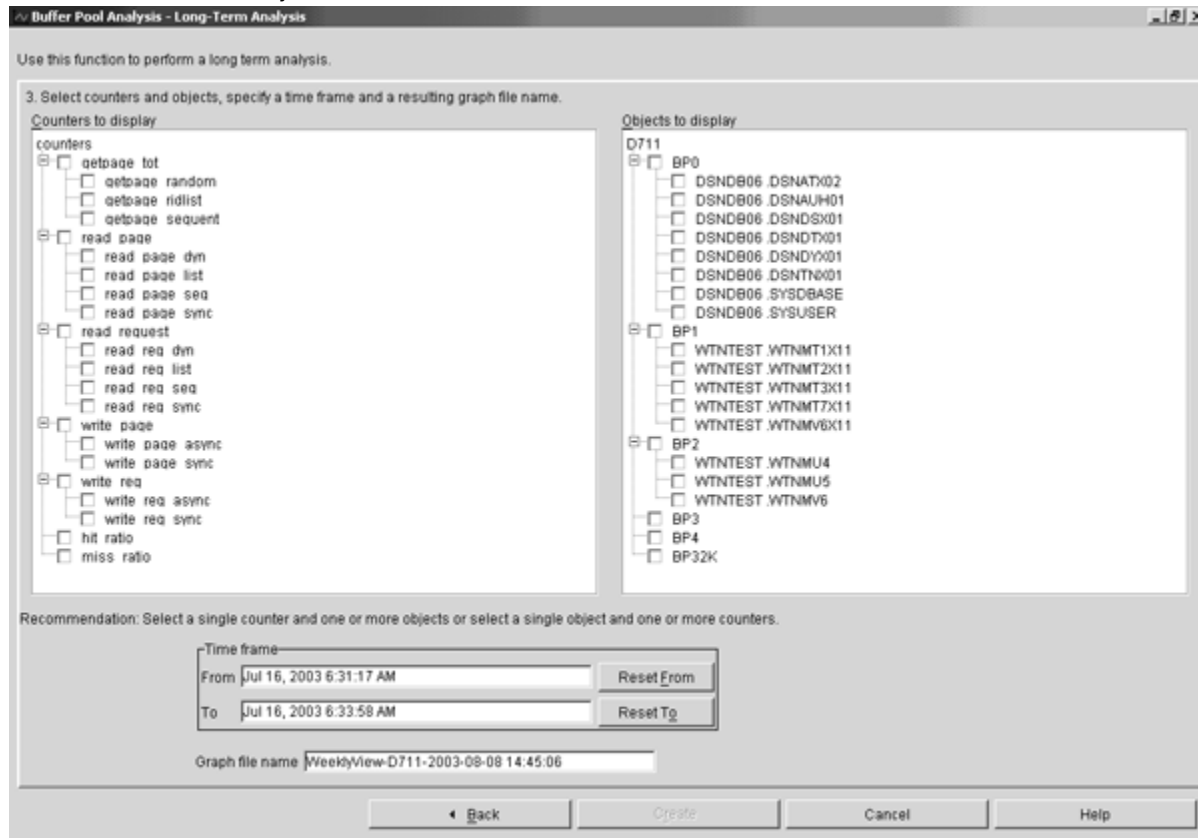 Buffer Pool Analysis - Long-Term Analysis
Use this function to perform a long term analysis.
3. Select counters and objects, specify a time frame and a resulting graph file name.
Counters to display
counters
getpage tot
getpage random
getpage ridlist
getpage sequent
read page
read page dyn
read page list
read page seq
read page sync
read request
read req dyn
read req list
read req seq
read req sync
write page
write page async
write page sync
write req
write req async
write req sync
hit ratio
miss ratio
Objects to display
D711
BP0
DSNDB06 .DSNATX02
DSNDB06 .DSNAUH01
DSNDB06 .DSNDSX01
DSNDB06 .DSNDTX01
DSNDB06 .DSNDYX01
DSNDB06 .DSNTNX01
DSNDB06 .SYSDBASE
DSNDB06 .SYSUSER
BP1
WTNTEST .WTNMT1X11
WTNTEST .WTNMT2X11
WTNTEST .WTNMT3X11
WTNTEST .WTNMT7X11
WTNTEST .WTNMV6X11
BP2
WTNTEST .WTNMU4
WTNTEST .WTNMU5
WTNTEST .WTNMV6
BP3
BP4
BP32K
Recommendation: Select a single counter and one or more objects or select a single object and one or more counters.
Time frame
From Jul 16, 2003 6:31:17 AM Reset From
To Jul 16, 2003 6:33:58 AM Reset To
Graph file name WeeklyView-D711-2003-08-08 14:45:06
Back Create Cancel Help